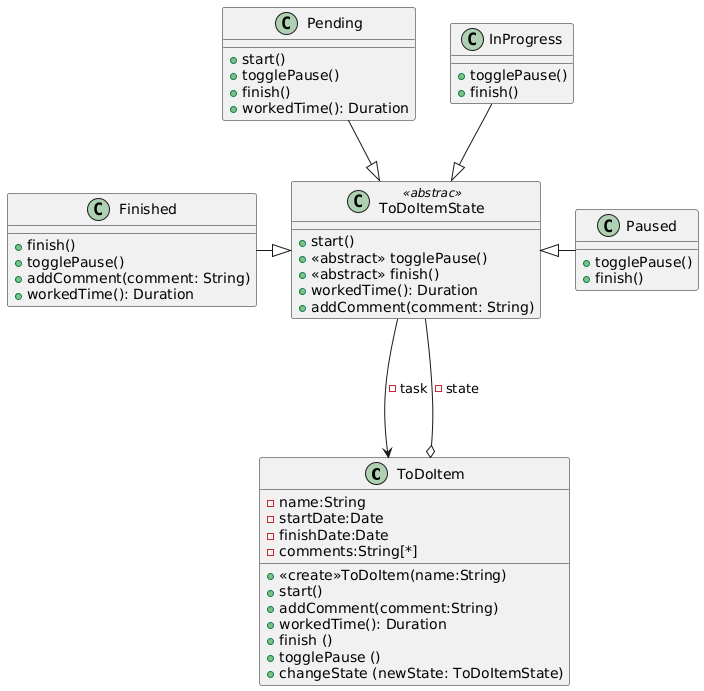 C Pending
start()
togglePause()
finish()
workedTime(): Duration
C InProgress
togglePause()
finish()
C Finished
finish()
togglePause()
addComment(comment: String)
workedTime(): Duration
C «abstrac»
ToDoItemState
start()
«abstract» togglePause()
«abstract» finish()
workedTime(): Duration
addComment(comment: String)
C Paused
togglePause()
finish()
task
state
C ToDoItem
name:String
startDate:Date
finishDate:Date
comments:String[*]
«create»ToDoItem(name:String)
start()
addComment(comment:String)
workedTime(): Duration
finish ()
togglePause ()
changeState (newState: ToDoItemState)